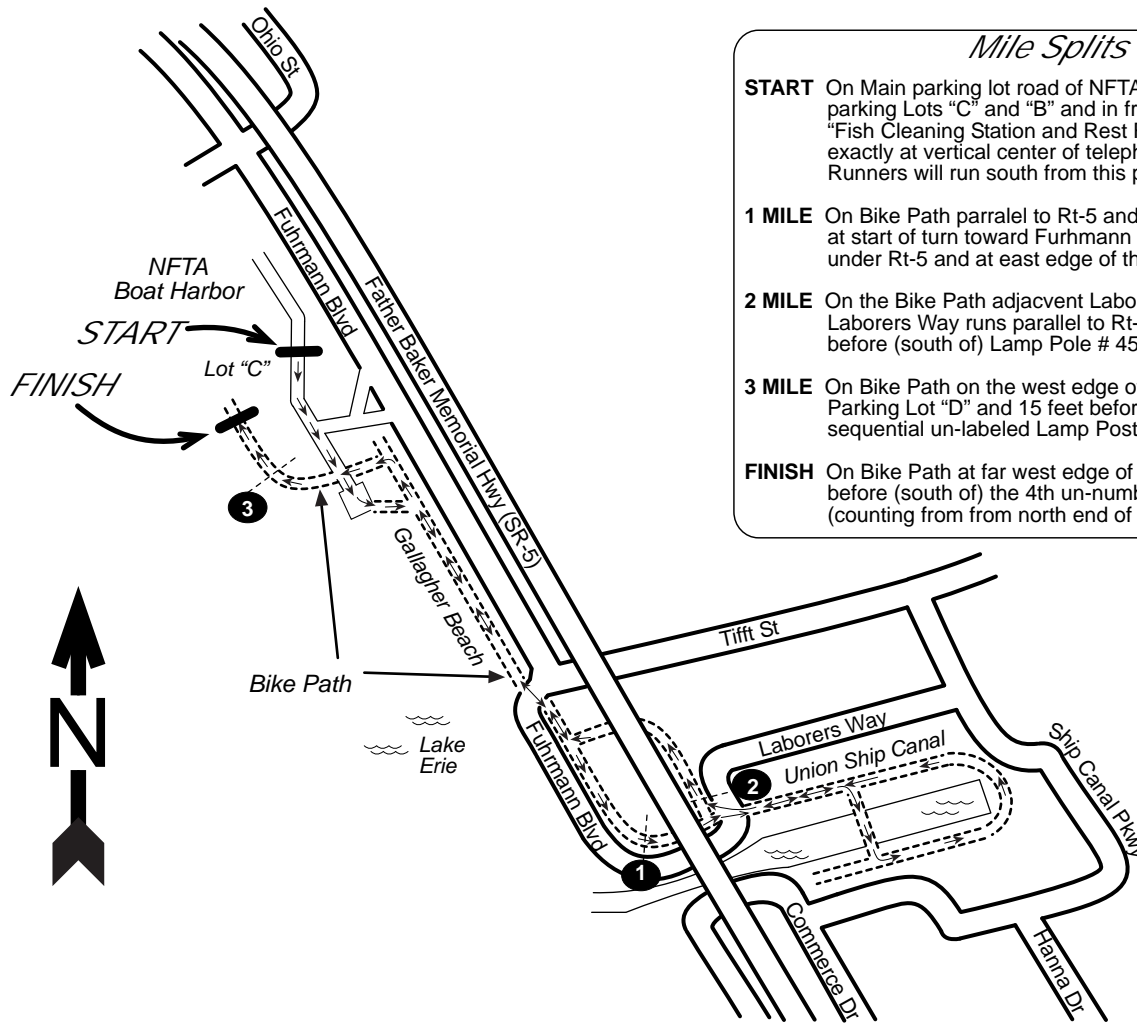 Ohio St
Mile Splits
START On Main parking lot road of NFTA
parking Lots “C” and “B” and in fr
“Fish Cleaning Station and Rest
exactly at vertical center of teleph
Runners will run south from this p
1 MILE On Bike Path parralel to Rt-5 and
at start of turn toward Furhmann
under Rt-5 and at east edge of th
2 MILE On the Bike Path adjacvent Labo
Laborers Way runs parallel to Rt-
before (south of) Lamp Pole # 45
3 MILE On Bike Path on the west edge o
Parking Lot “D” and 15 feet befor
sequential un-labeled Lamp Post
FINISH On Bike Path at far west edge of
before (south of) the 4th un-numb
(counting from from north end of
Fuhrmann Blvd
Father Baker Memorial Hwy (SR-5)
NFTA
Boat Harbor
START
Lot “C”
FINISH
3
Gallagher Beach
Bike Path
N
Lake
Erie
Tifft St
Laborers Way
Union Ship Canal
Ship Canal Pkwy
Fuhrmann Blvd
2
1
Commerce Dr
Hanna Dr